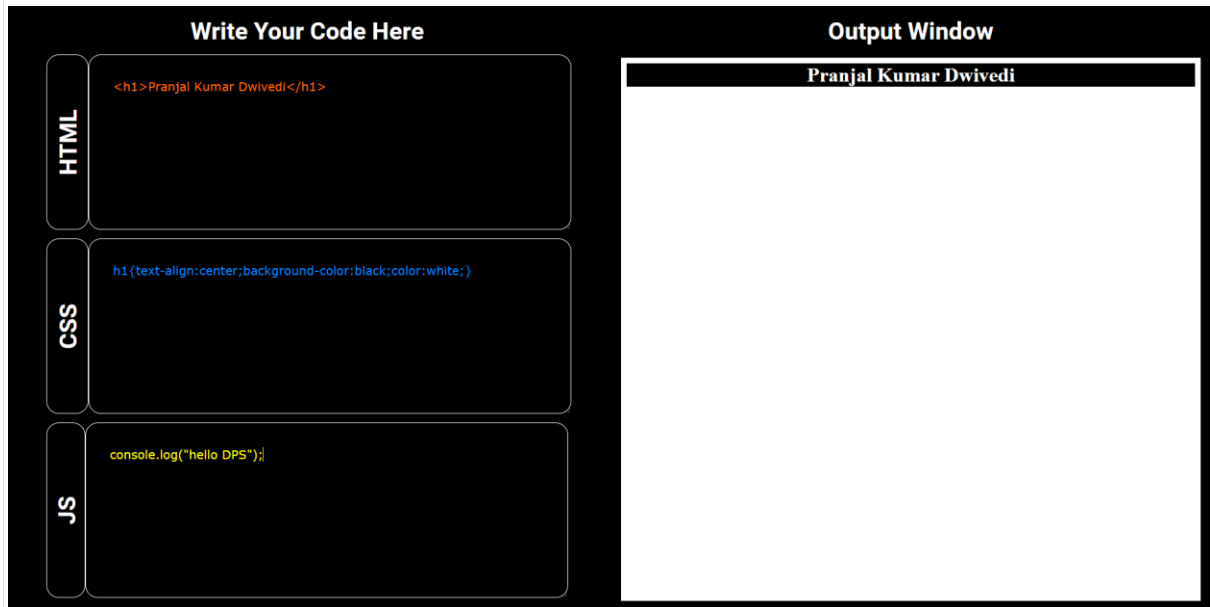 Write Your Code Here
Output Window
HTML
<h1>Pranjal Kumar Dwivedi</h1>
Pranjal Kumar Dwivedi
CSS
h1{text-align:center;background-color:black;color:white;}
JS
console.log("hello DPS");